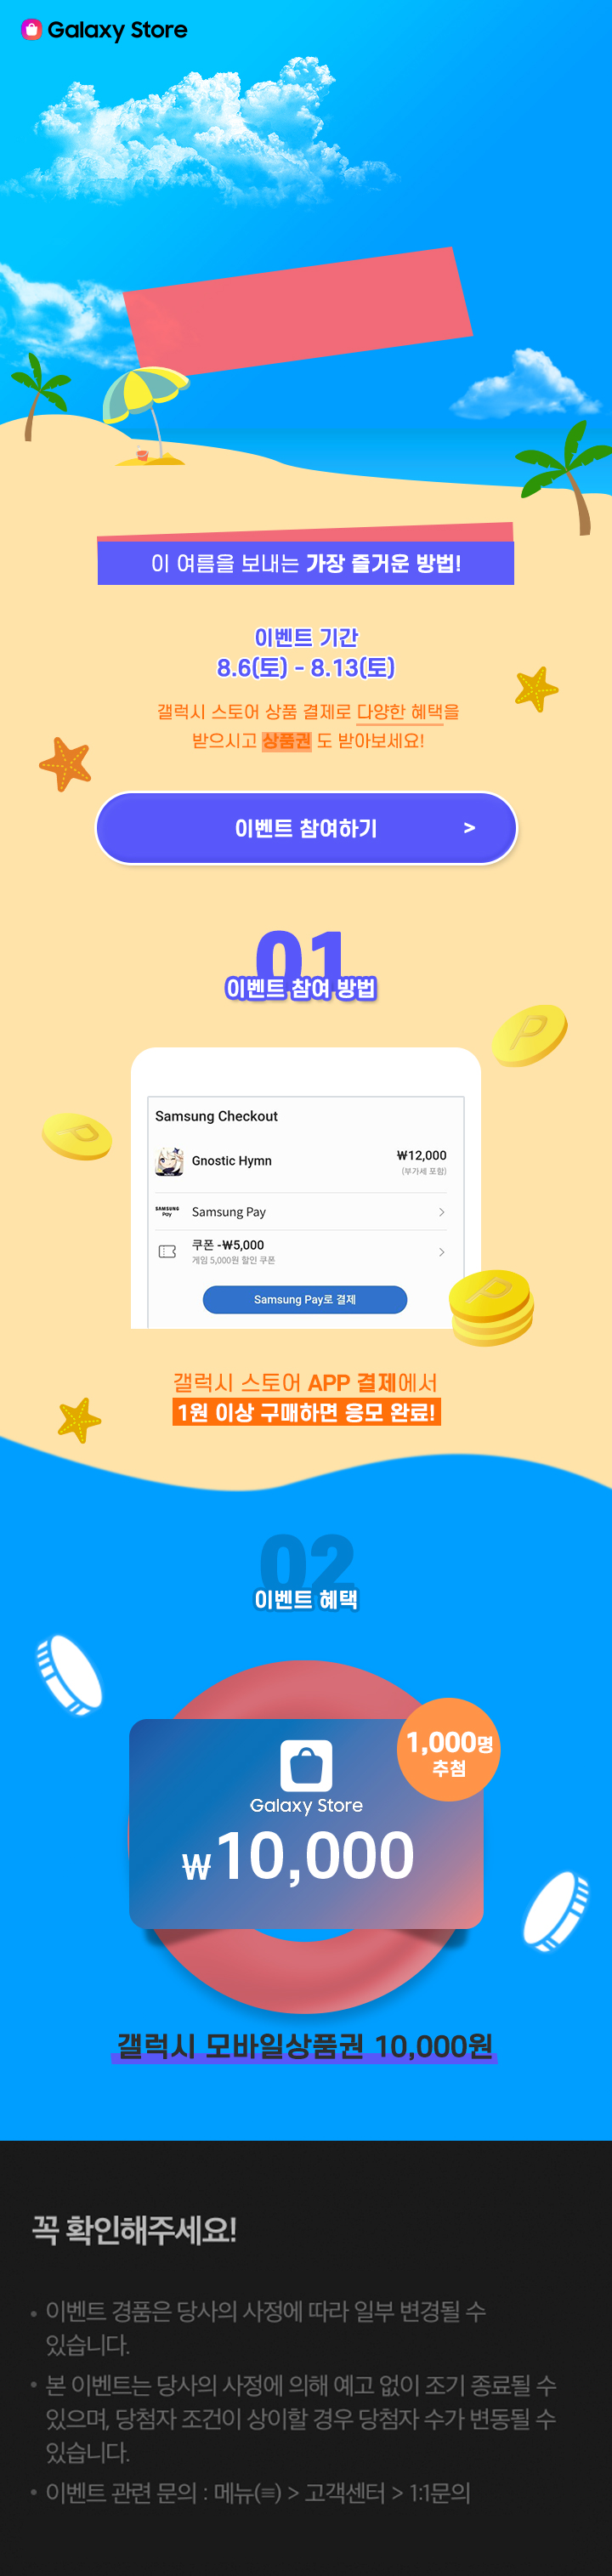 Galaxy Store
이 여름을 보내는 가장 즐거운 방법!
이벤트 기간
8.6(토) - 8.13(토)
갤럭시 스토어 상품 결제로 다양한 혜택을
받으시고 상품권 도 받아보세요!
이벤트 참여하기 >
01
이벤트 참여 방법
Samsung Checkout
Gnostic Hymn
₩12,000
(부가세 포함)
SAMSUNG
Pay
Samsung Pay
쿠폰 -₩5,000
게임 5,000원 할인 쿠폰
Samsung Pay로 결제
갤럭시 스토어 APP 결제에서
1원 이상 구매하면 응모 완료!
02
이벤트 혜택
1,000명
추첨
Galaxy Store
₩10,000
갤럭시 모바일상품권 10,000원
꼭 확인해주세요!
• 이벤트 경품은 당사의 사정에 따라 일부 변경될 수
있습니다.
• 본 이벤트는 당사의 사정에 의해 예고 없이 조기 종료될 수
있으며, 당첨자 조건이 상이할 경우 당첨자 수가 변동될 수
있습니다.
• 이벤트 관련 문의 : 메뉴(≡) > 고객센터 > 1:1문의